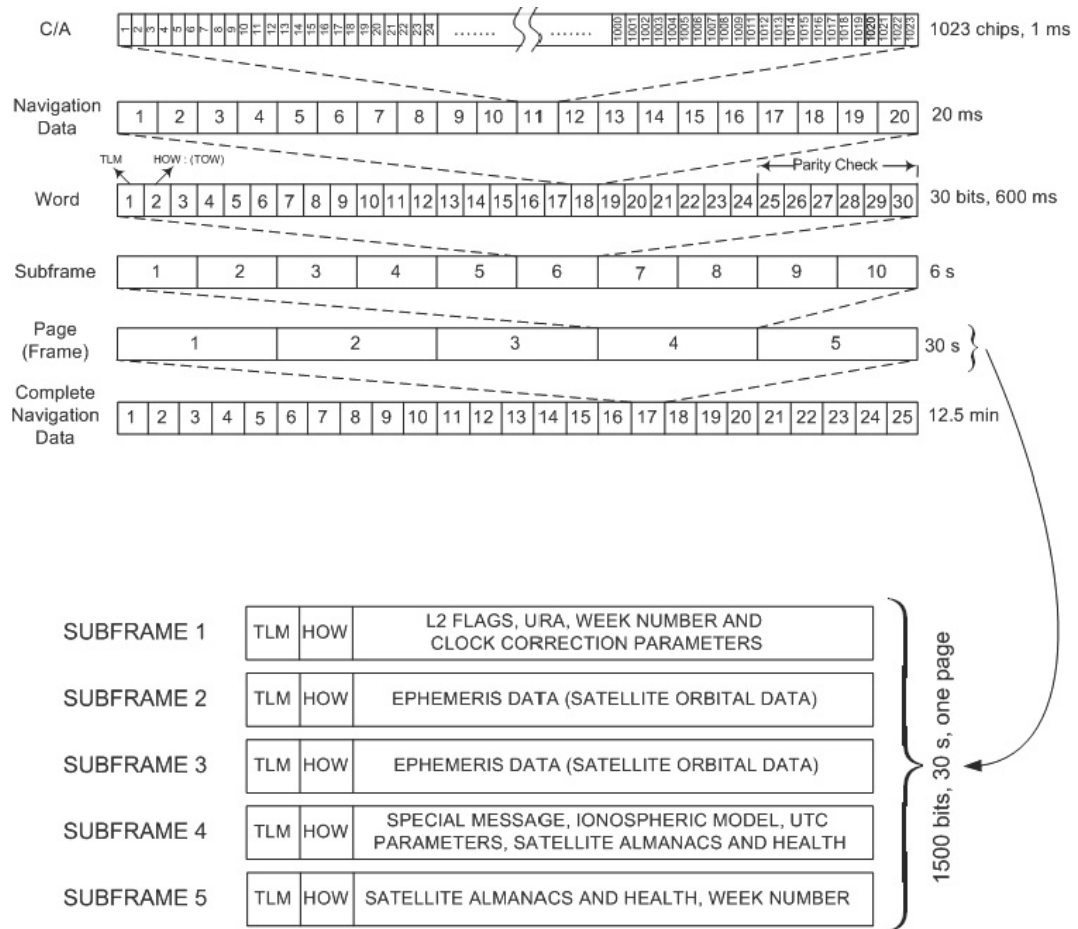 C/A 1 2 3 4 5 6 7 8 9 10 11 12 13 14 15 16 17 18 19 20 21 22 23 24 ....... ....... 1000 1001 1002 1003 1004 1005 1006 1007 1008 1009 1011 1012 1013 1014 1015 1016 1017 1018 1019 1020 1021 1022 1023 1023 chips, 1 ms
Navigation
Data
1 2 3 4 5 6 7 8 9 10 11 12 13 14 15 16 17 18 19 20 20 ms
TLM HOW : (TOW) Parity Check
Word 1 2 3 4 5 6 7 8 9 10 11 12 13 14 15 16 17 18 19 20 21 22 23 24 25 26 27 28 29 30 30 bits, 600 ms
Subframe 1 2 3 4 5 6 7 8 9 10 6 s
Page
(Frame)
1 2 3 4 5 30 s
Complete
Navigation
Data
1 2 3 4 5 6 7 8 9 10 11 12 13 14 15 16 17 18 19 20 21 22 23 24 25 12.5 min
SUBFRAME 1 TLM HOW L2 FLAGS, URA, WEEK NUMBER AND
CLOCK CORRECTION PARAMETERS
SUBFRAME 2 TLM HOW EPHEMERIS DATA (SATELLITE ORBITAL DATA)
SUBFRAME 3 TLM HOW EPHEMERIS DATA (SATELLITE ORBITAL DATA)
SUBFRAME 4 TLM HOW SPECIAL MESSAGE, IONOSPHERIC MODEL, UTC
PARAMETERS, SATELLITE ALMANACS AND HEALTH
SUBFRAME 5 TLM HOW SATELLITE ALMANACS AND HEALTH, WEEK NUMBER
1500 bits, 30 s, one page